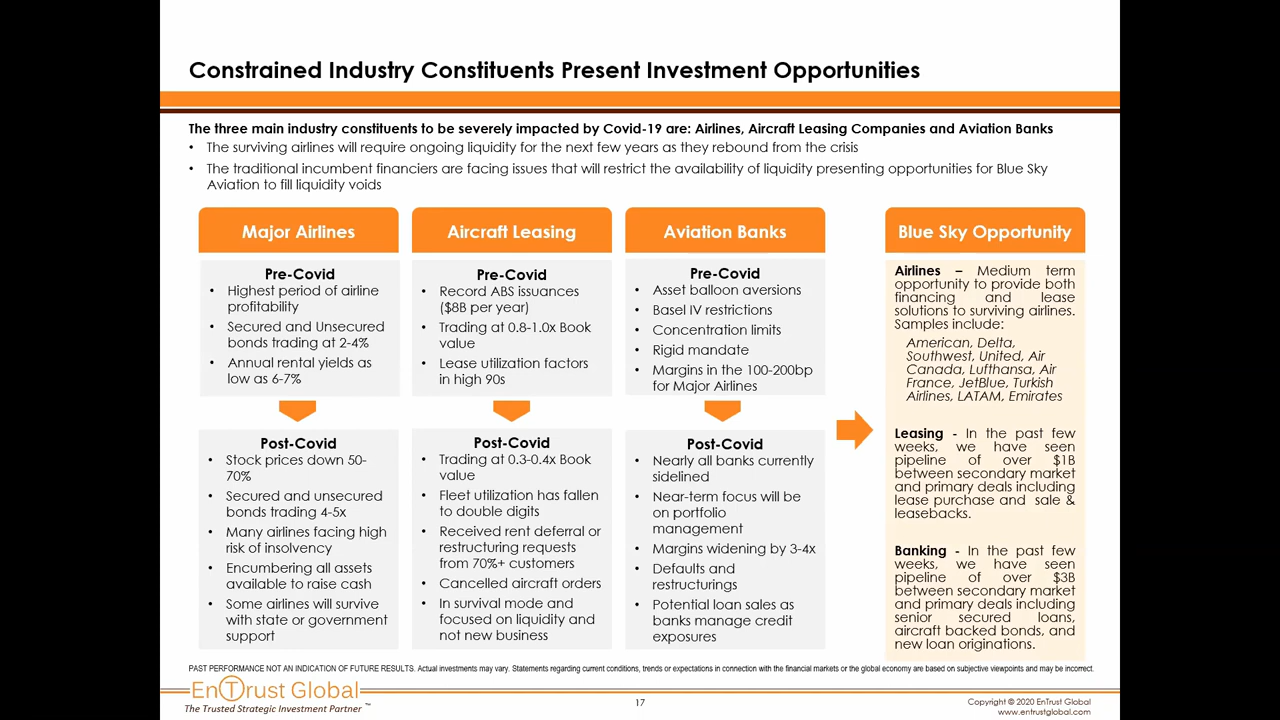 Constrained Industry Constituents Present Investment Opportunities
The three main industry constituents to be severely impacted by Covid-19 are: Airlines, Aircraft Leasing Companies and Aviation Banks
• The surviving airlines will require ongoing liquidity for the next few years as they rebound from the crisis
• The traditional incumbent financiers are facing issues that will restrict the availability of liquidity presenting opportunities for Blue Sky
Aviation to fill liquidity voids
Major Airlines
Pre-Covid
• Highest period of airline
profitability
• Secured and Unsecured
bonds trading at 2-4%
• Annual rental yields as
low as 6-7%
Post-Covid
• Stock prices down 50-
70%
• Secured and unsecured
bonds trading 4-5x
• Many airlines facing high
risk of insolvency
• Encumbering all assets
available to raise cash
• Some airlines will survive
with state or government
support
Aircraft Leasing
Pre-Covid
• Record ABS issuances
($8B per year)
• Trading at 0.8-1.0x Book
value
• Lease utilization factors
in high 90s
Post-Covid
• Trading at 0.3-0.4x Book
value
• Fleet utilization has fallen
to double digits
• Received rent deferral or
restructuring requests
from 70%+ customers
• Cancelled aircraft orders
• In survival mode and
focused on liquidity and
not new business
Aviation Banks
Pre-Covid
• Asset balloon aversions
• Basel IV restrictions
• Concentration limits
• Rigid mandate
• Margins in the 100-200bp
for Major Airlines
Post-Covid
• Nearly all banks currently
sidelined
• Near-term focus will be
on portfolio
management
• Margins widening by 3-4x
• Defaults and
restructurings
• Potential loan sales as
banks manage credit
exposures
Blue Sky Opportunity
Airlines – Medium term
opportunity to provide both
financing and lease
solutions to surviving airlines.
Samples include:
American, Delta,
Southwest, United, Air
Canada, Lufthansa, Air
France, JetBlue, Turkish
Airlines, LATAM, Emirates
Leasing - In the past few
weeks, we have seen
pipeline of over $1B
between secondary market
and primary deals including
lease purchase and sale &
leasebacks.
Banking - In the past few
weeks, we have seen
pipeline of over $3B
between secondary market
and primary deals including
senior secured loans,
aircraft backed bonds, and
new loan originations.
PAST PERFORMANCE NOT AN INDICATION OF FUTURE RESULTS. Actual investments may vary. Statements regarding current conditions, trends or expectations in connection with the financial markets or the global economy are based on subjective viewpoints and may be incorrect.
EnTrust Global
The Trusted Strategic Investment Partner ™
17
Copyright © 2020 EnTrust Global
www.entrustglobal.com